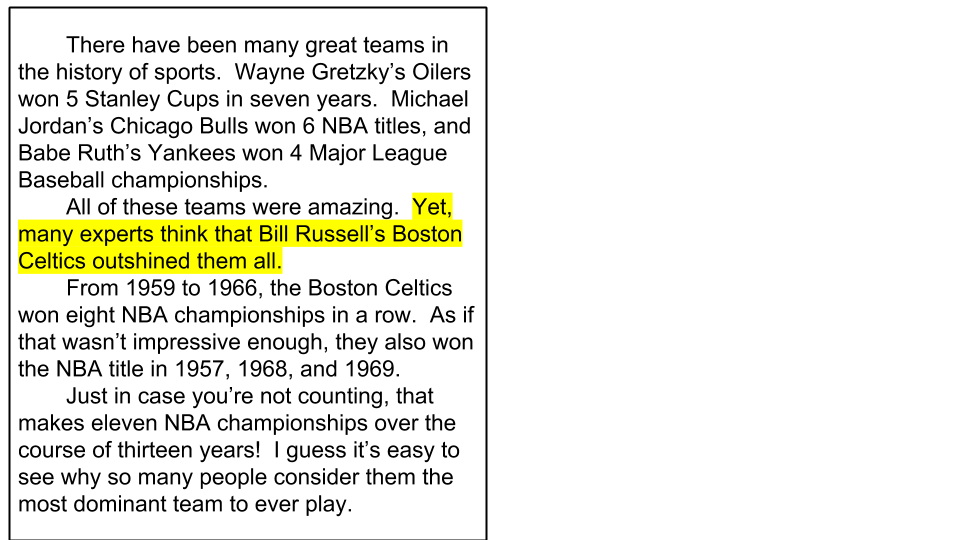 There have been many great teams in
the history of sports.  Wayne Gretzky’s Oilers
won 5 Stanley Cups in seven years.  Michael
Jordan’s Chicago Bulls won 6 NBA titles, and
Babe Ruth’s Yankees won 4 Major League
Baseball championships.
All of these teams were amazing.  Yet,
many experts think that Bill Russell’s Boston
Celtics outshined them all.
From 1959 to 1966, the Boston Celtics
won eight NBA championships in a row.  As if
that wasn’t impressive enough, they also won
the NBA title in 1957, 1968, and 1969.
Just in case you’re not counting, that
makes eleven NBA championships over the
course of thirteen years!  I guess it’s easy to
see why so many people consider them the
most dominant team to ever play.